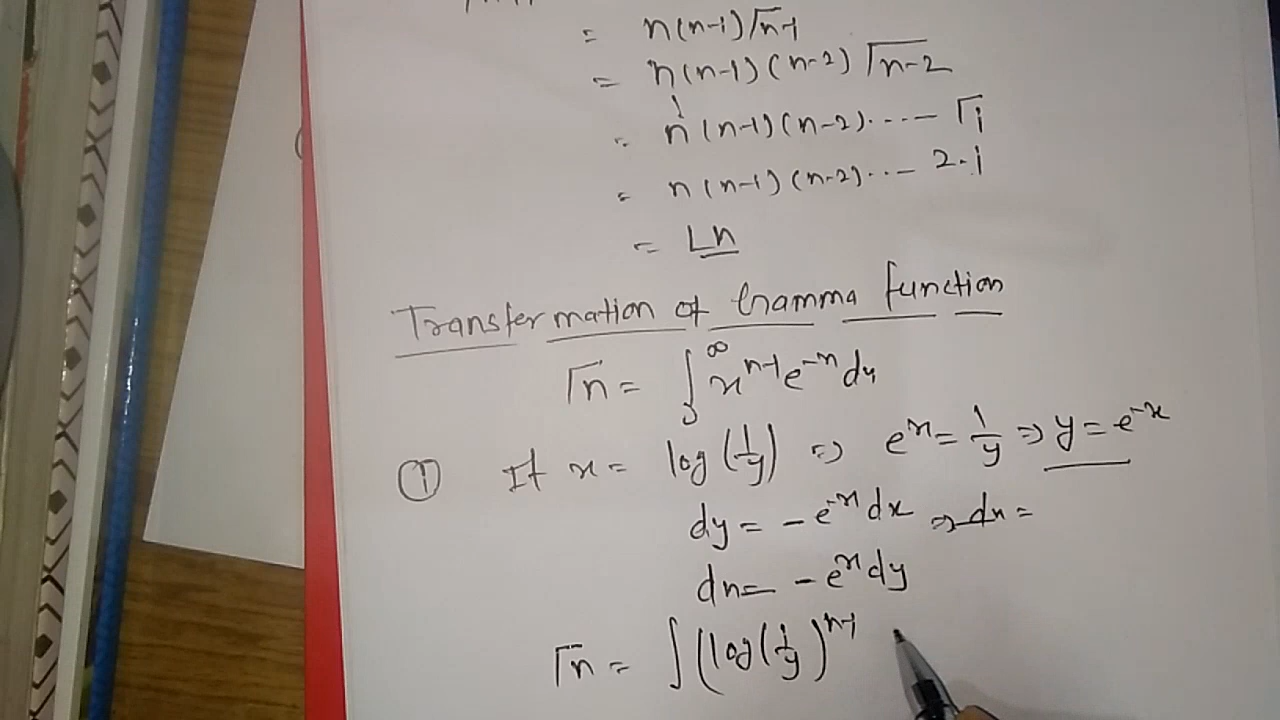 = n(n-1)√n-1
= n(n-1)(n-2)Γn-2
= n(n-1)(n-2)....– Γ1
= n(n-1)(n-2)..– 2.1
= Ln
Transformation of Gamma function
Γn = ∫₀^∞ x^n-1 e^-x dx
① If x = log(1/y) ⇒ e^x = 1/y ⇒ y = e^-x
dy = -e^-x dx ⇒ dx =
dx = -e^x dy
Γn = ∫(log(1/y)^n-1